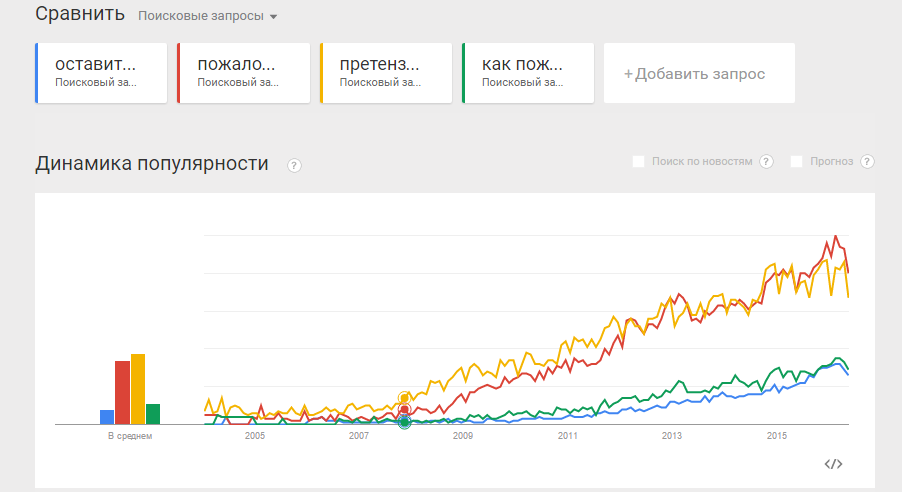 Сравнить Поисковые запросы
оставит... пожало... претенз... как пож... +Добавить запрос
Поисковый за... Поисковый за... Поисковый за... Поисковый за...
Динамика популярности ? Поиск по новостям ? Прогноз ?
В среднем 2005 2007 2009 2011 2013 2015
</>